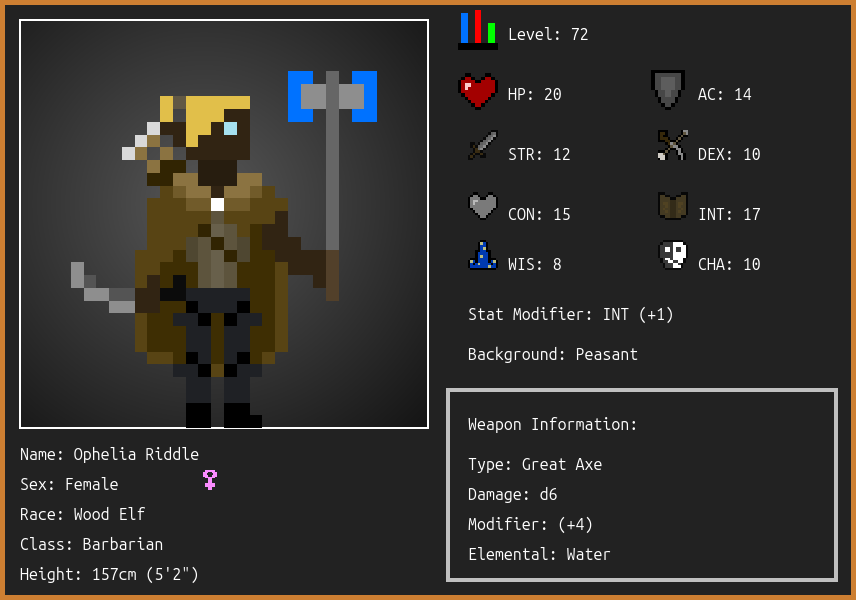 Level: 72
HP: 20
AC: 14
STR: 12
DEX: 10
CON: 15
INT: 17
WIS: 8
CHA: 10
Stat Modifier: INT (+1)
Background: Peasant
Weapon Information:
Type: Great Axe
Damage: d6
Modifier: (+4)
Elemental: Water
Name: Ophelia Riddle
Sex: Female
Race: Wood Elf
Class: Barbarian
Height: 157cm (5'2")